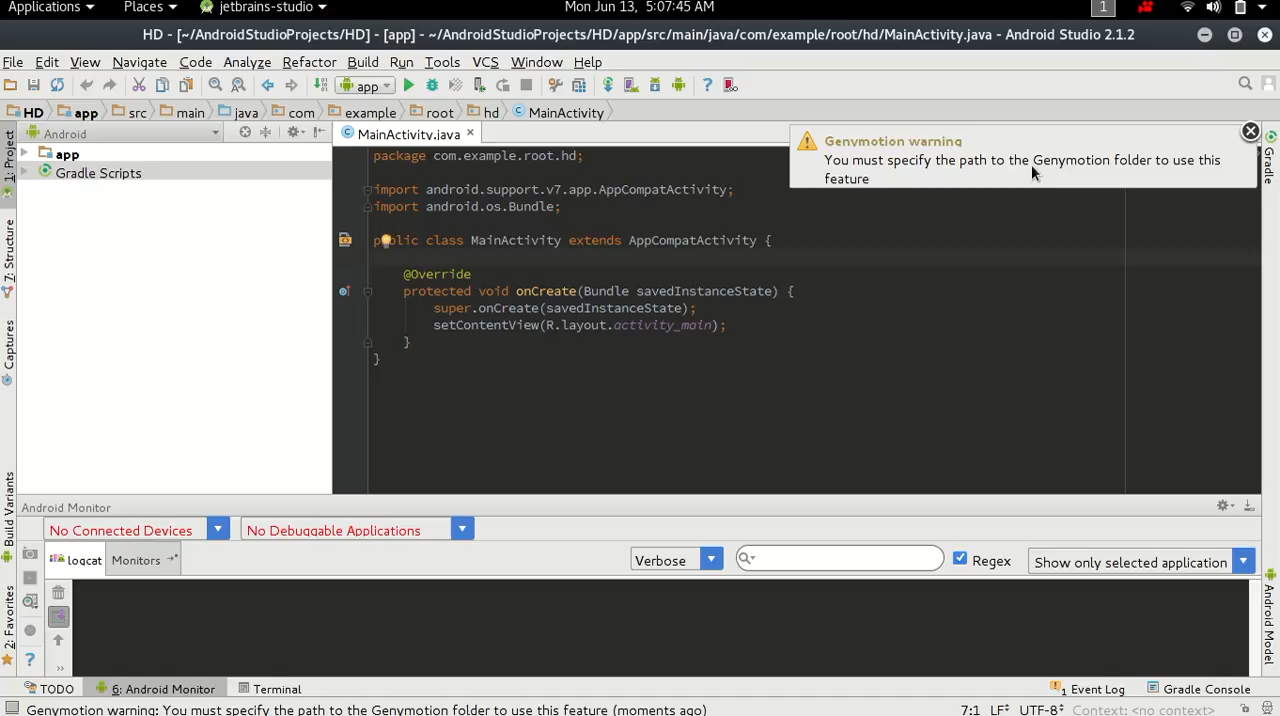 Applications Places jetbrains-studio Mon Jun 13, 5:07:45 AM 1
HD - [~/AndroidStudioProjects/HD] - [app] - ~/AndroidStudioProjects/HD/app/src/main/java/com/example/root/hd/MainActivity.java - Android Studio 2.1.2
File Edit View Navigate Code Analyze Refactor Build Run Tools VCS Window Help
app
HD app src main java com example root hd MainActivity
Android
MainActivity.java
app
Gradle Scripts
1: Project
7: Structure
Captures
Build Variants
2: Favorites
package com.example.root.hd;
import android.support.v7.app.AppCompatActivity;
import android.os.Bundle;
public class MainActivity extends AppCompatActivity {
@Override
protected void onCreate(Bundle savedInstanceState) {
super.onCreate(savedInstanceState);
setContentView(R.layout.activity_main);
}
}
Genymotion warning
You must specify the path to the Genymotion folder to use this
feature
Gradle
Android Model
Android Monitor
No Connected Devices No Debuggable Applications
logcat Monitors Verbose Regex Show only selected application
TODO 6: Android Monitor Terminal 1 Event Log Gradle Console
Genymotion warning: You must specify the path to the Genymotion folder to use this feature (moments ago) 7:1 LF UTF-8 Context: <no context>